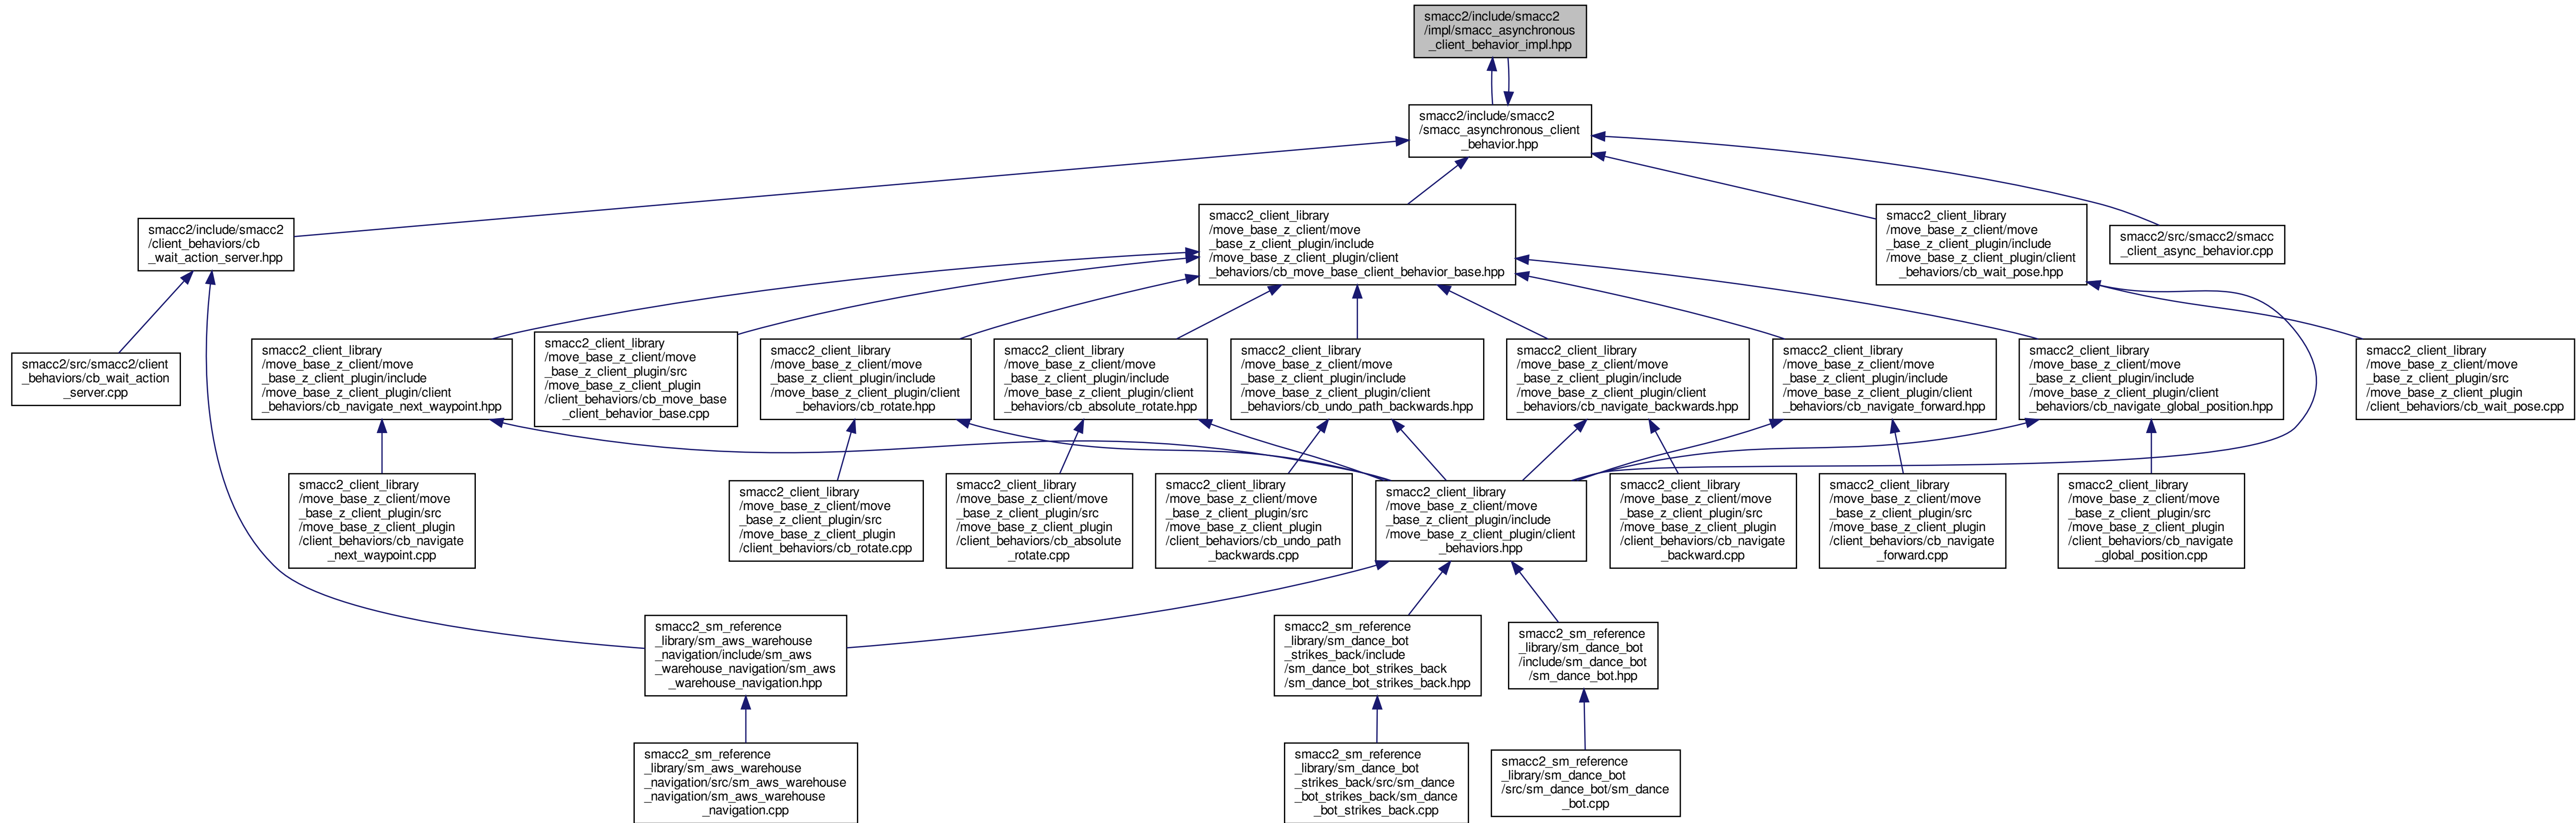 smacc2/include/smacc2
/impl/smacc_asynchronous
_client_behavior_impl.hpp
smacc2/include/smacc2
/smacc_asynchronous_client
_behavior.hpp
smacc2/include/smacc2
/client_behaviors/cb
_wait_action_server.hpp
smacc2_client_library
/move_base_z_client/move
_base_z_client_plugin/include
/move_base_z_client_plugin/client
_behaviors/cb_move_base_client_behavior_base.hpp
smacc2_client_library
/move_base_z_client/move
_base_z_client_plugin/include
/move_base_z_client_plugin/client
_behaviors/cb_wait_pose.hpp
smacc2/src/smacc2/smacc
_client_async_behavior.cpp
smacc2/src/smacc2/client
_behaviors/cb_wait_action
_server.cpp
smacc2_client_library
/move_base_z_client/move
_base_z_client_plugin/include
/move_base_z_client_plugin/client
_behaviors/cb_navigate_next_waypoint.hpp
smacc2_client_library
/move_base_z_client/move
_base_z_client_plugin/src
/move_base_z_client_plugin
/client_behaviors/cb_move_base
_client_behavior_base.cpp
smacc2_client_library
/move_base_z_client/move
_base_z_client_plugin/include
/move_base_z_client_plugin/client
_behaviors/cb_rotate.hpp
smacc2_client_library
/move_base_z_client/move
_base_z_client_plugin/include
/move_base_z_client_plugin/client
_behaviors/cb_absolute_rotate.hpp
smacc2_client_library
/move_base_z_client/move
_base_z_client_plugin/include
/move_base_z_client_plugin/client
_behaviors/cb_undo_path_backwards.hpp
smacc2_client_library
/move_base_z_client/move
_base_z_client_plugin/include
/move_base_z_client_plugin/client
_behaviors/cb_navigate_backwards.hpp
smacc2_client_library
/move_base_z_client/move
_base_z_client_plugin/include
/move_base_z_client_plugin/client
_behaviors/cb_navigate_forward.hpp
smacc2_client_library
/move_base_z_client/move
_base_z_client_plugin/include
/move_base_z_client_plugin/client
_behaviors/cb_navigate_global_position.hpp
smacc2_client_library
/move_base_z_client/move
_base_z_client_plugin/src
/move_base_z_client_plugin
/client_behaviors/cb_wait_pose.cpp
smacc2_client_library
/move_base_z_client/move
_base_z_client_plugin/src
/move_base_z_client_plugin
/client_behaviors/cb_navigate
_next_waypoint.cpp
smacc2_client_library
/move_base_z_client/move
_base_z_client_plugin/src
/move_base_z_client_plugin
/client_behaviors/cb_rotate.cpp
smacc2_client_library
/move_base_z_client/move
_base_z_client_plugin/src
/move_base_z_client_plugin
/client_behaviors/cb_absolute
_rotate.cpp
smacc2_client_library
/move_base_z_client/move
_base_z_client_plugin/src
/move_base_z_client_plugin
/client_behaviors/cb_undo_path
_backwards.cpp
smacc2_client_library
/move_base_z_client/move
_base_z_client_plugin/include
/move_base_z_client_plugin/client
_behaviors.hpp
smacc2_client_library
/move_base_z_client/move
_base_z_client_plugin/src
/move_base_z_client_plugin
/client_behaviors/cb_navigate
_backward.cpp
smacc2_client_library
/move_base_z_client/move
_base_z_client_plugin/src
/move_base_z_client_plugin
/client_behaviors/cb_navigate
_forward.cpp
smacc2_client_library
/move_base_z_client/move
_base_z_client_plugin/src
/move_base_z_client_plugin
/client_behaviors/cb_navigate
_global_position.cpp
smacc2_sm_reference
_library/sm_aws_warehouse
_navigation/include/sm_aws
_warehouse_navigation/sm_aws
_warehouse_navigation.hpp
smacc2_sm_reference
_library/sm_dance_bot
_strikes_back/include
/sm_dance_bot_strikes_back
/sm_dance_bot_strikes_back.hpp
smacc2_sm_reference
_library/sm_dance_bot
/include/sm_dance_bot
/sm_dance_bot.hpp
smacc2_sm_reference
_library/sm_aws_warehouse
_navigation/src/sm_aws_warehouse
_navigation/sm_aws_warehouse
_navigation.cpp
smacc2_sm_reference
_library/sm_dance_bot
_strikes_back/src/sm_dance
_bot_strikes_back/sm_dance
_bot_strikes_back.cpp
smacc2_sm_reference
_library/sm_dance_bot
/src/sm_dance_bot/sm_dance
_bot.cpp